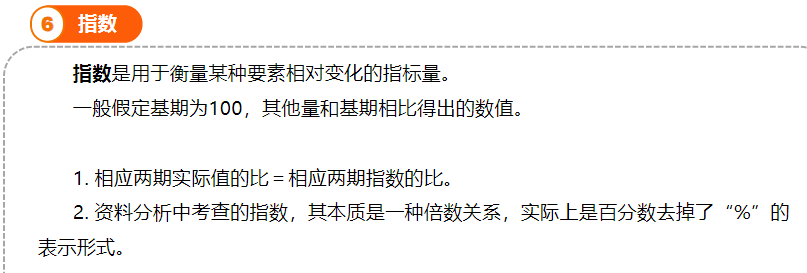 6 指数
指数是用于衡量某种要素相对变化的指标量。
一般假定基期为100，其他量和基期相比得出的数值。
1. 相应两期实际值的比＝相应两期指数的比。
2. 资料分析中考查的指数，其本质是一种倍数关系，实际上是百分数去掉了“%”的
表示形式。